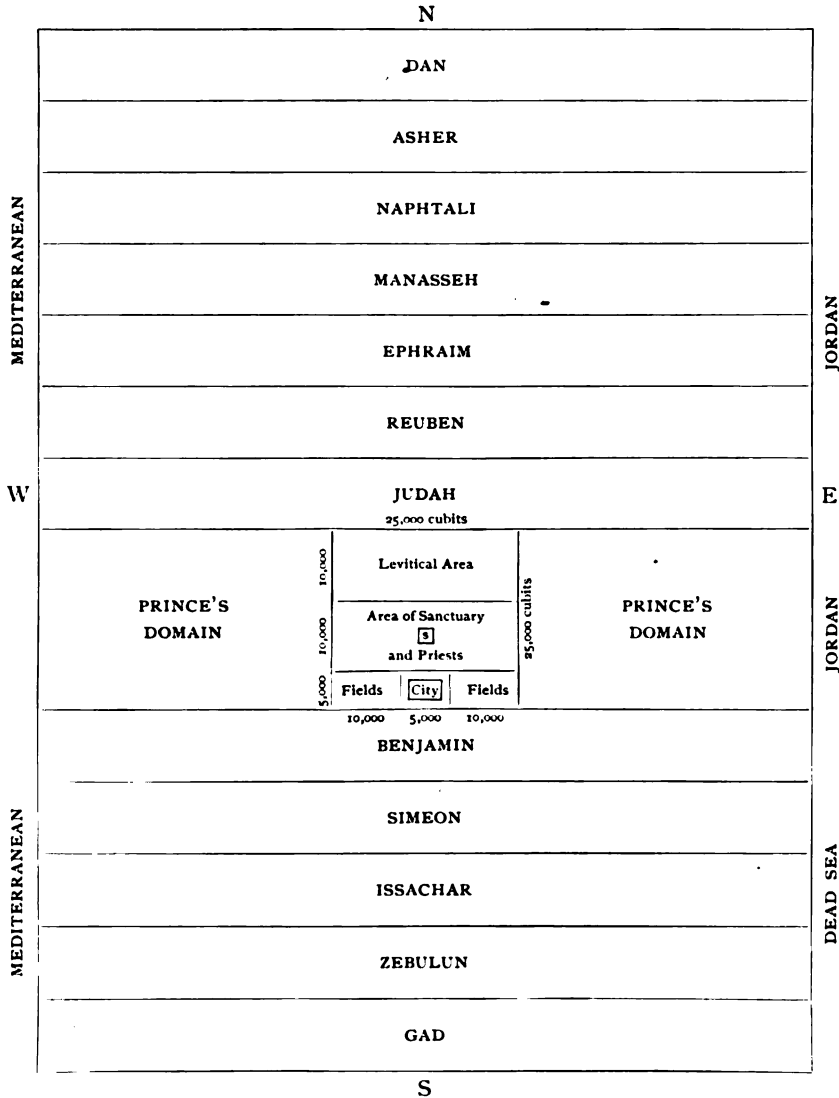 N
DAN
ASHER
NAPHTALI
MEDITERRANEAN
MANASSEH
JORDAN
EPHRAIM
REUBEN
W
JUDAH
E
25,000 cubits
10,000
Levitical Area
PRINCE'S
DOMAIN
10,000
Area of Sanctuary
S
and Priests
25,000 cubits
PRINCE'S
DOMAIN
JORDAN
5,000
Fields
City
Fields
10,000
5,000
10,000
BENJAMIN
SIMEON
MEDITERRANEAN
ISSACHAR
DEAD SEA
ZEBULUN
GAD
S